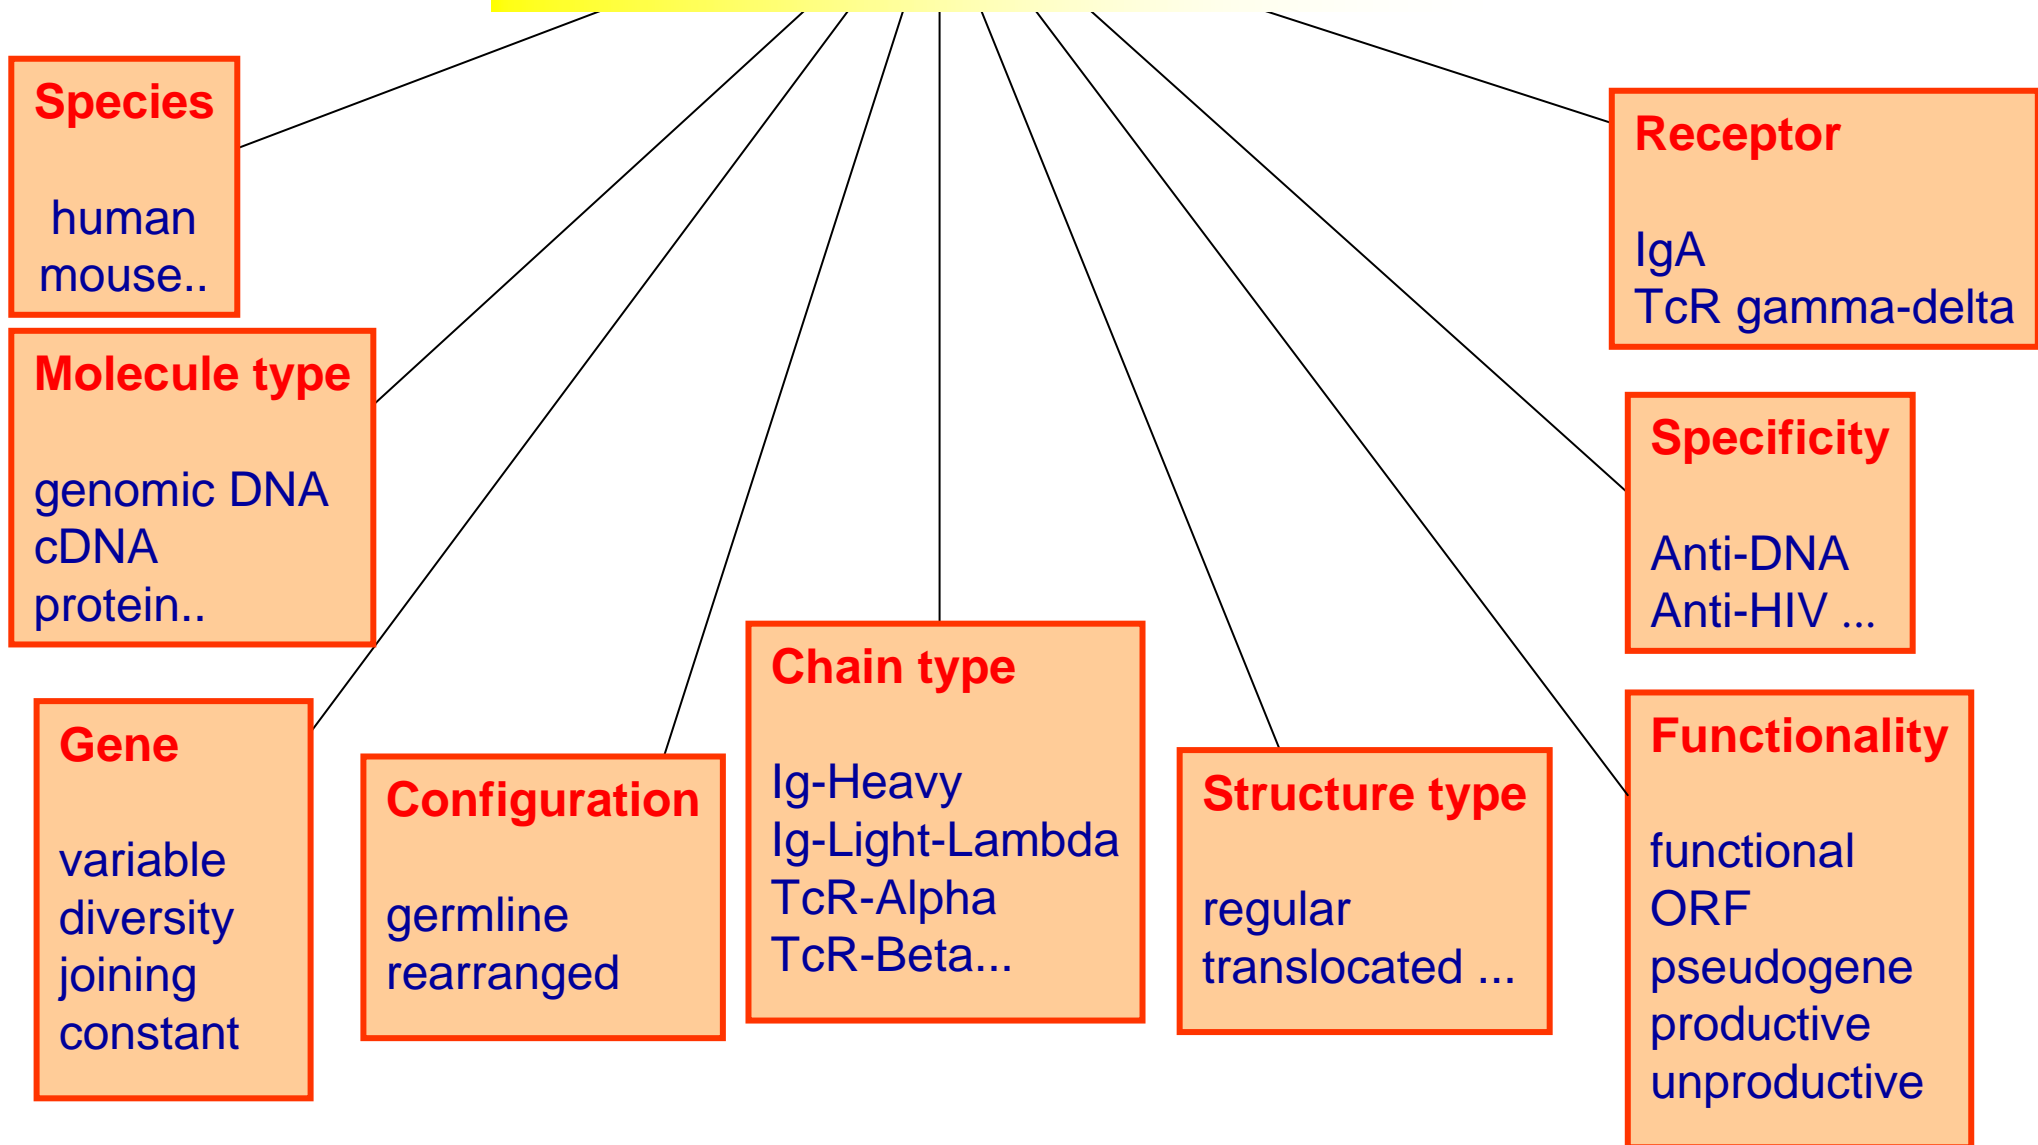 Species
human
mouse..
Molecule type
genomic DNA
cDNA
protein..
Gene
variable
diversity
joining
constant
Configuration
germline
rearranged
Chain type
Ig-Heavy
Ig-Light-Lambda
TcR-Alpha
TcR-Beta...
Structure type
regular
translocated ...
Functionality
functional
ORF
pseudogene
productive
unproductive
Specificity
Anti-DNA
Anti-HIV ...
Receptor
IgA
TcR gamma-delta